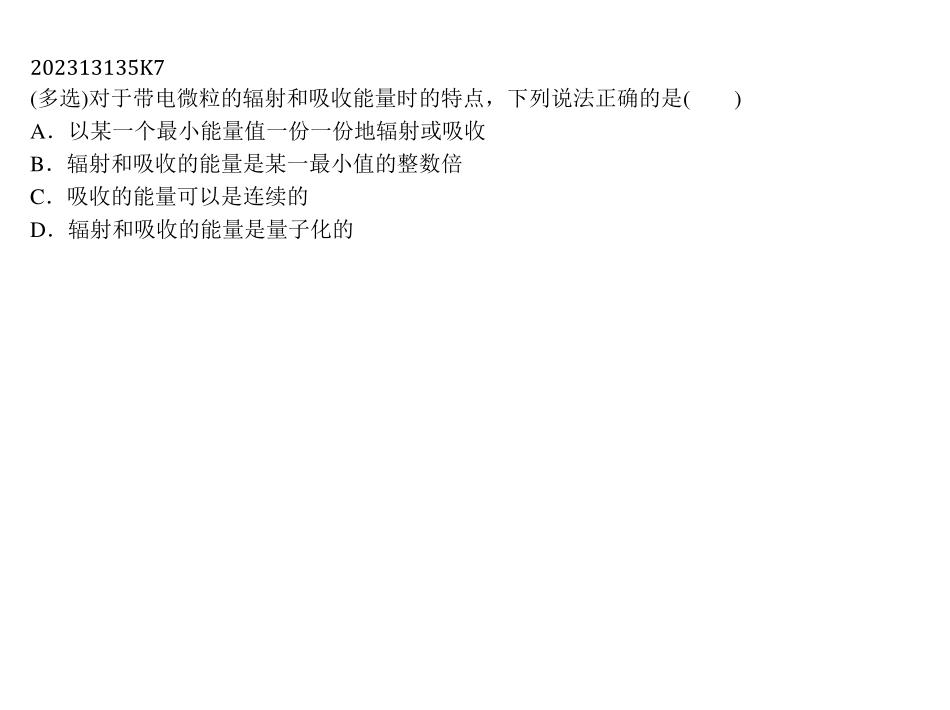 202313135K7
(多选)对于带电微粒的辐射和吸收能量时的特点，下列说法正确的是(　　)
A．以某一个最小能量值一份一份地辐射或吸收
B．辐射和吸收的能量是某一最小值的整数倍
C．吸收的能量可以是连续的
D．辐射和吸收的能量是量子化的